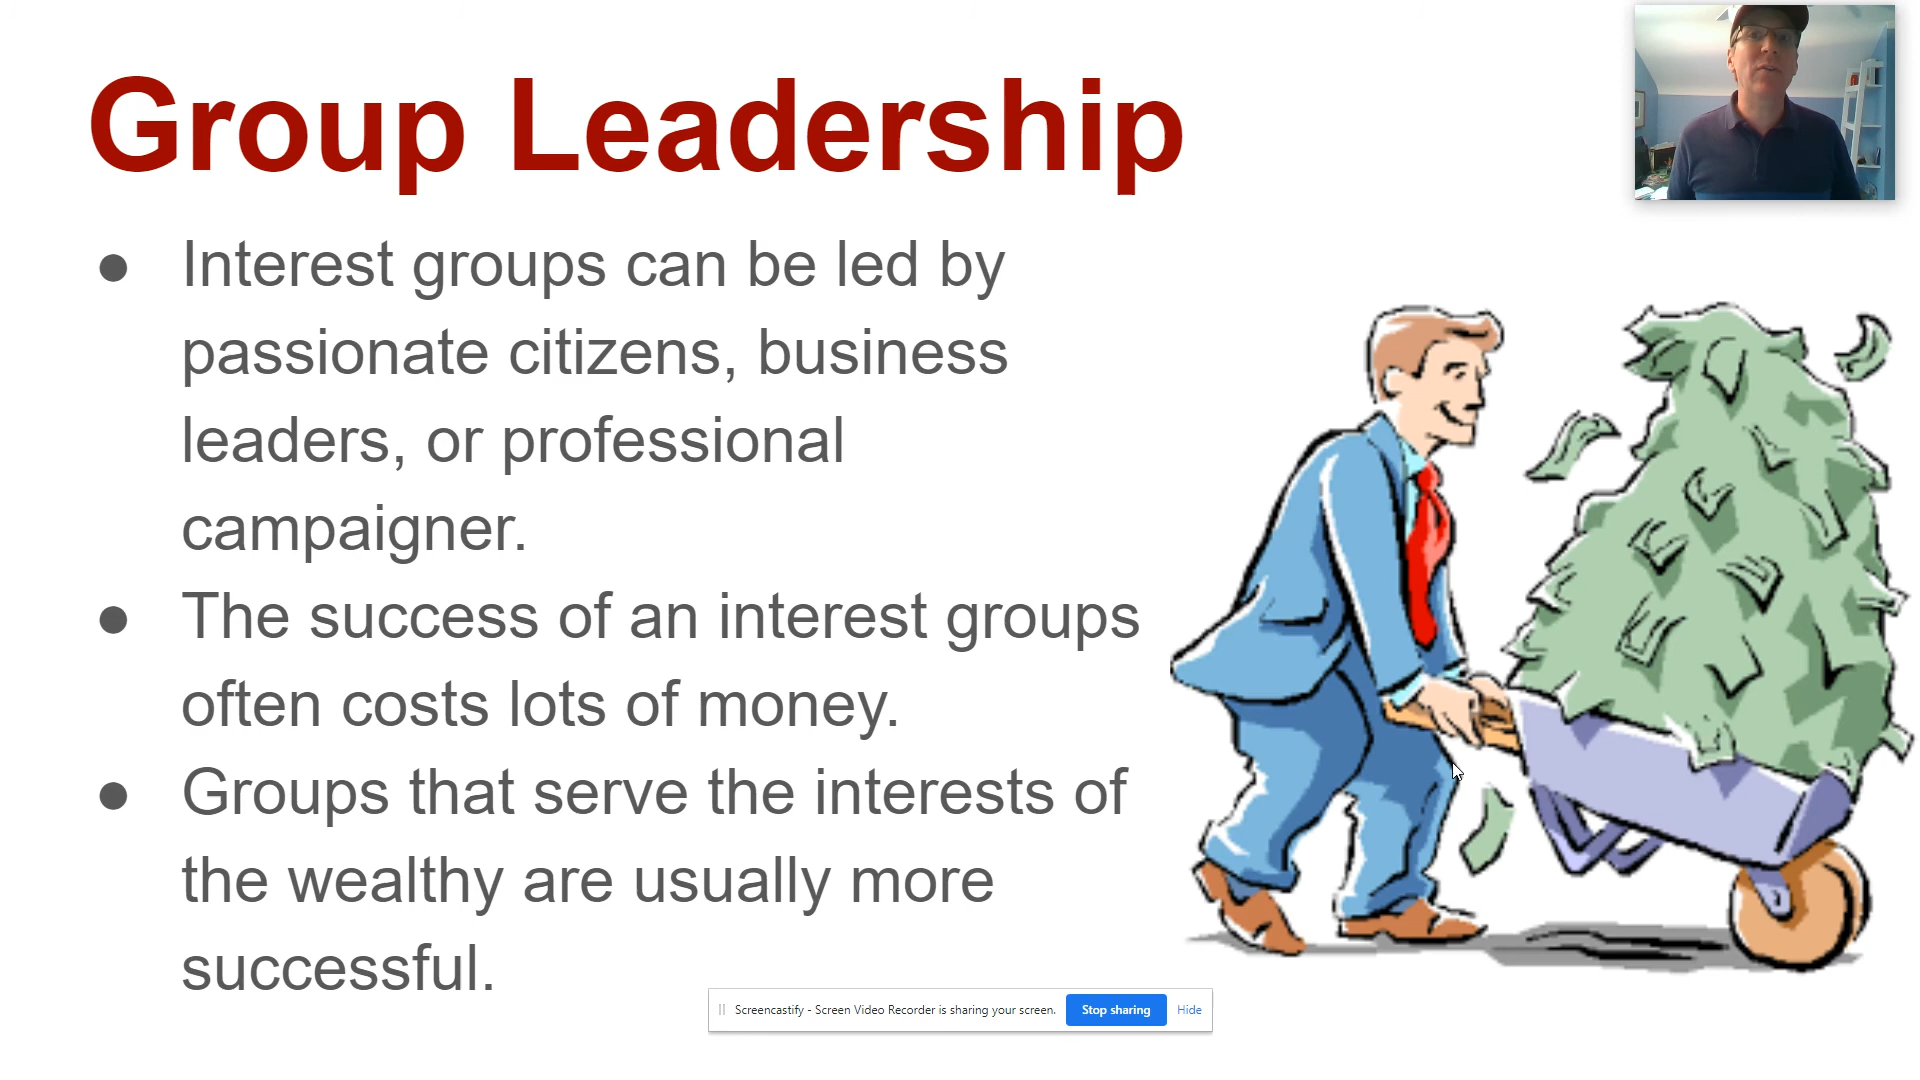 Group Leadership
● Interest groups can be led by
passionate citizens, business
leaders, or professional
campaigner.
● The success of an interest groups
often costs lots of money.
● Groups that serve the interests of
the wealthy are usually more
successful.
Screencastify - Screen Video Recorder is sharing your screen. Stop sharing Hide